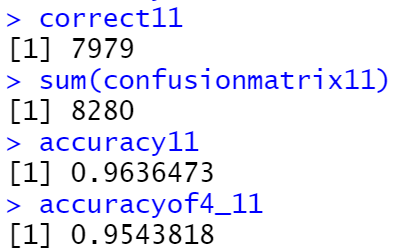 > correct11
[1] 7979
> sum(confusionmatrix11)
[1] 8280
> accuracy11
[1] 0.9636473
> accuracyof4_11
[1] 0.9543818